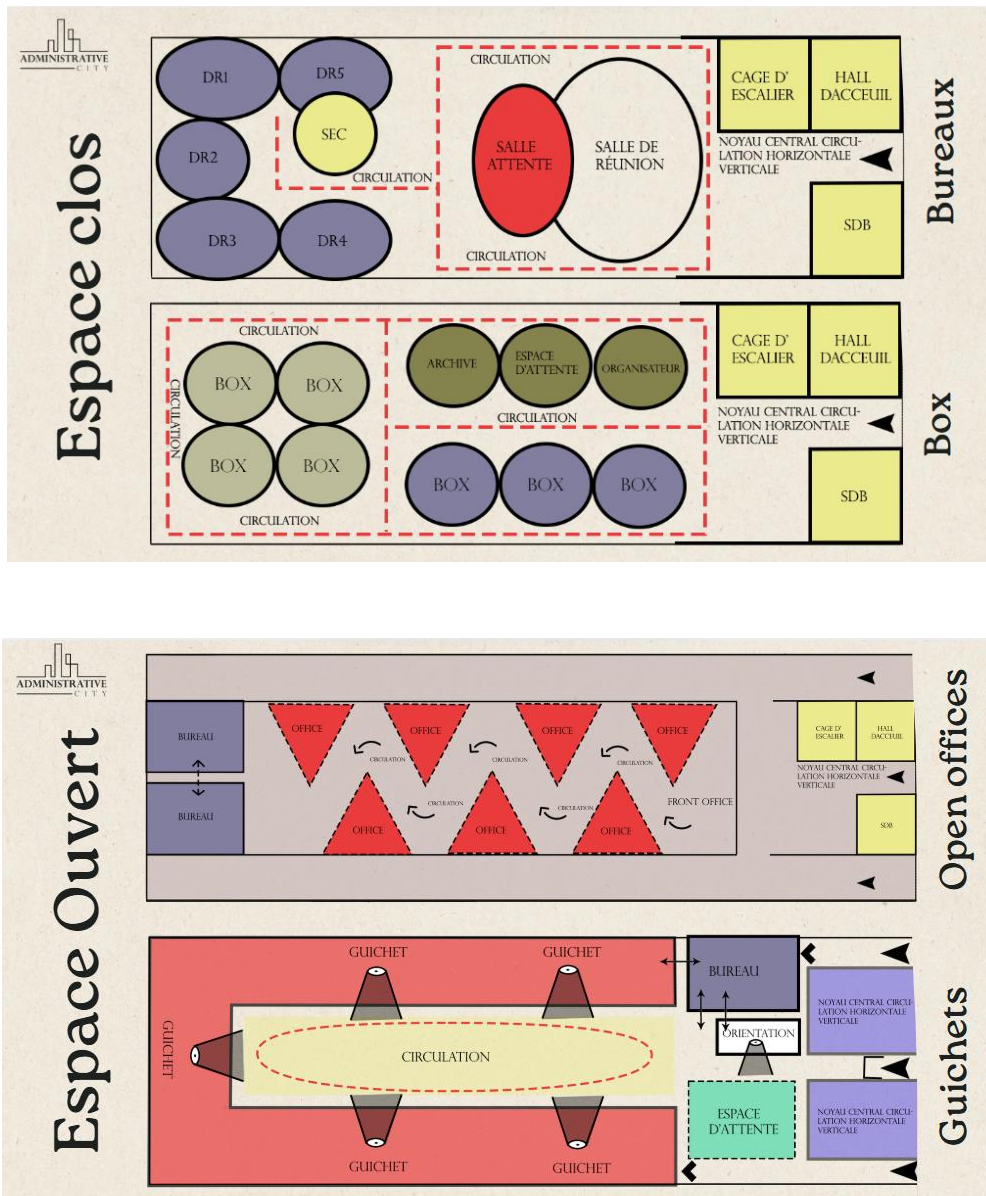 ADMINISTRATIVE
CITY
Espace clos
Bureaux
DR1
DR5
SEC
DR2
DR3
DR4
CIRCULATION
CIRCULATION
SALLE
ATTENTE
SALLE DE
RÉUNION
CIRCULATION
CAGE D'
ESCALIER
HALL
DACCEUIL
NOYAU CENTRAL CIRCU-
LATION HORIZONTALE
VERTICALE
SDB
Box
CIRCULATION
CIRCULATION
BOX
BOX
BOX
BOX
CIRCULATION
ARCHIVE
ESPACE
D'ATTENTE
ORGANISATEUR
CIRCULATION
BOX
BOX
BOX
CAGE D'
ESCALIER
HALL
DACCEUIL
NOYAU CENTRAL CIRCU-
LATION HORIZONTALE
VERTICALE
SDB
ADMINISTRATIVE
CITY
Espace Ouvert
Open offices
BUREAU
BUREAU
OFFICE
OFFICE
OFFICE
OFFICE
CIRCULATION
CIRCULATION
CIRCULATION
CIRCULATION
CIRCULATION
FRONT OFFICE
OFFICE
OFFICE
OFFICE
CAGE D'
ESCALIER
HALL
DACCEUIL
NOYAU CENTRAL CIRCU-
LATION HORIZONTALE
VERTICALE
SDB
Guichets
GUICHET
GUICHET
GUICHET
CIRCULATION
GUICHET
GUICHET
BUREAU
ORIENTATION
ESPACE
D'ATTENTE
NOYAU CENTRAL CIRCU-
LATION HORIZONTALE
VERTICALE
NOYAU CENTRAL CIRCU-
LATION HORIZONTALE
VERTICALE